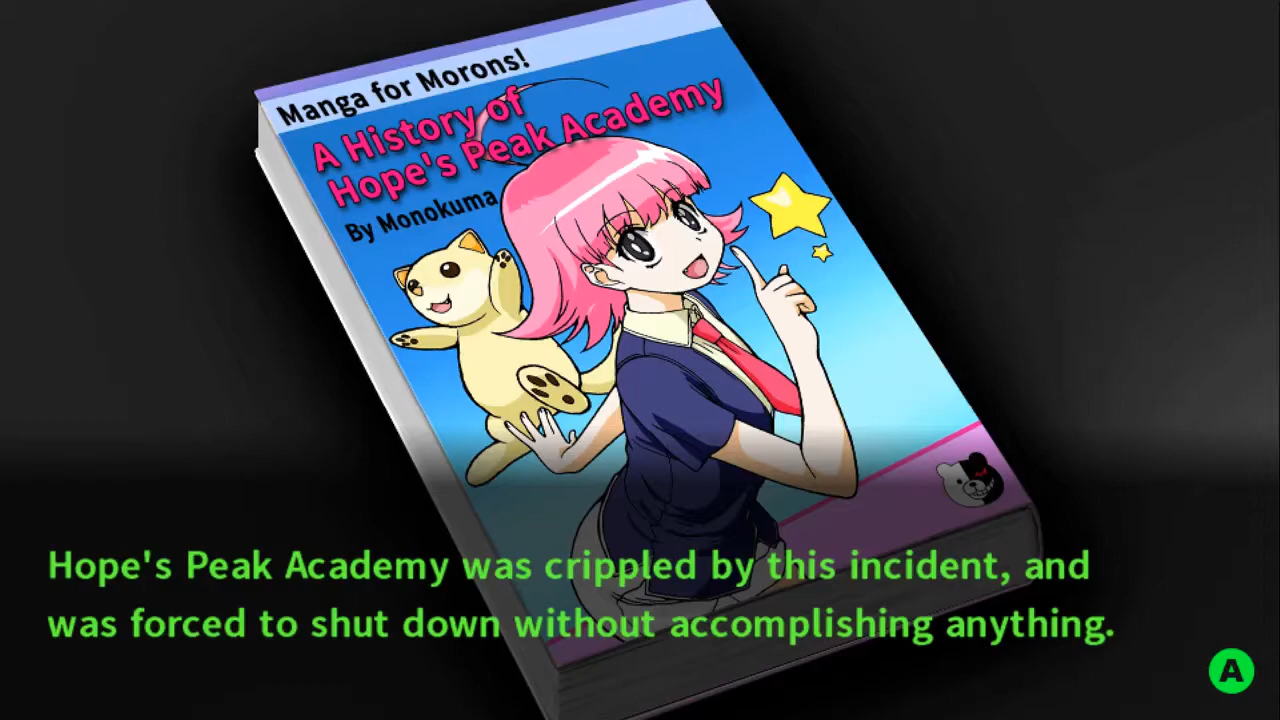 Manga for Morons!
A History of
Hope's Peak Academy
By Monokuma
Hope's Peak Academy was crippled by this incident, and
was forced to shut down without accomplishing anything.
A